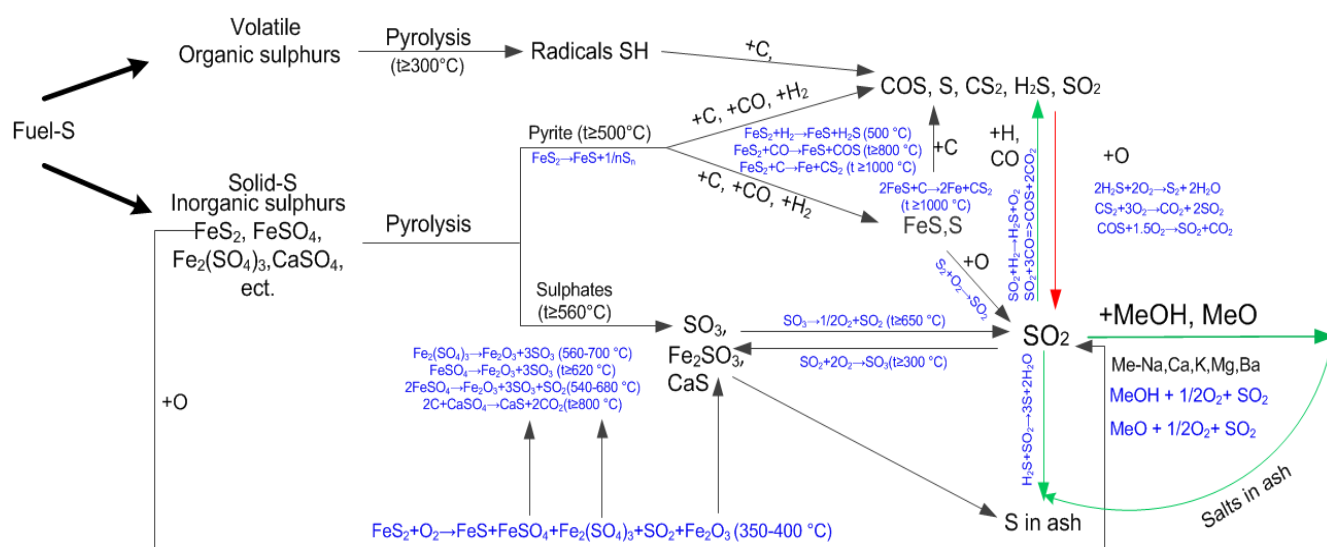 Volatile
Organic sulphurs
Pyrolysis
(t≥300°C)
Radicals SH
+C,
COS, S, CS₂, H₂S, SO₂
Fuel-S
+C, +CO, +H₂
Pyrite (t≥500°C)
FeS₂→FeS+1/nSₙ
FeS₂+H₂→FeS+H₂S (500 °C)
FeS₂+CO→FeS+COS (t≥800 °C)
FeS₂+C→Fe+CS₂ (t ≥1000 °C)
+C
+H,
CO
+O
2H₂S+2O₂→S₂+2H₂O
CS₂+3O₂→CO₂+2SO₂
COS+1.5O₂→SO₂+CO₂
SO₂+H₂→H₂S+O₂
SO₂+3CO=>COS+2CO₂
Solid-S
Inorganic sulphurs
FeS₂, FeSO₄,
Fe₂(SO₄)₃,CaSO₄,
ect.
Pyrolysis
+C, +CO, +H₂
2FeS+C→2Fe+CS₂
(t ≥1000 °C)
FeS,S
+O
S₂+O₂→SO₂
Sulphates
(t≥560°C)
SO₃,
Fe₂SO₃,
CaS
SO₃→1/2O₂+SO₂ (t≥650 °C)
SO₂+2O₂→SO₃(t≥300°C)
SO₂
+MeOH, MeO
Me-Na,Ca,K,Mg,Ba
MeOH + 1/2O₂+ SO₂
MeO + 1/2O₂+ SO₂
Fe₂(SO₄)₃→Fe₂O₃+3SO₃ (560-700 °C)
FeSO₄→Fe₂O₃+3SO₃ (t≥620 °C)
2FeSO₄→Fe₂O₃+3SO₃+SO₂ (540-680 °C)
2C+CaSO₄→CaS+2CO₂(t≥800 °C)
+O
H₂S+SO₂→3S+2H₂O
Salts in ash
S in ash
FeS₂+O₂→FeS+FeSO₄+Fe₂(SO₄)₃+SO₂+Fe₂O₃ (350-400 °C)